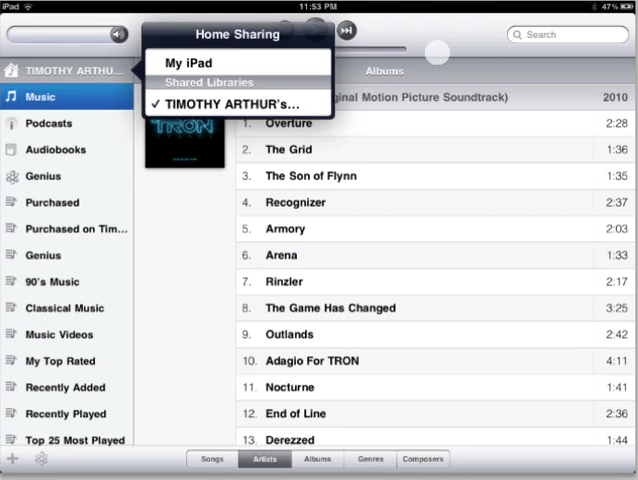 iPad
11:53 PM
47%
Home Sharing
Search
My iPad
Shared Libraries
✓ TIMOTHY ARTHUR's...
TIMOTHY ARTHU...
Albums
Music
Podcasts
Audiobooks
Genius
Purchased
Purchased on Tim...
Genius
90's Music
Classical Music
Music Videos
My Top Rated
Recently Added
Recently Played
Top 25 Most Played
TRON
ginal Motion Picture Soundtrack) 2010
1. Overture 2:28
2. The Grid 1:36
3. The Son of Flynn 1:35
4. Recognizer 2:37
5. Armory 2:03
6. Arena 1:33
7. Rinzler 2:17
8. The Game Has Changed 3:25
9. Outlands 2:42
10. Adagio For TRON 4:11
11. Nocturne 1:41
12. End of Line 2:36
13. Derezzed 1:44
Songs Artists Albums Genres Composers